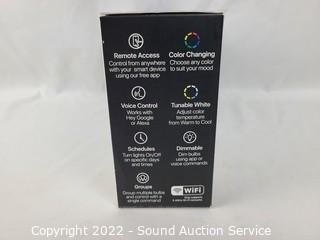 Remote Access
Control from anywhere
with your smart device
using our free app
Color Changing
Choose any color
to suit your mood
Voice Control
Works with
Hey Google
or Alexa
Tunable White
Adjust color
temperature
from Warm to Cool
Schedules
Turn lights On/Off
on specific days
and times
Dimmable
Dim bulbs
using app or
voice commands
Groups
Group multiple bulbs
and control with a
single command
WiFi
Copyright 2022 - Sound Auction Service